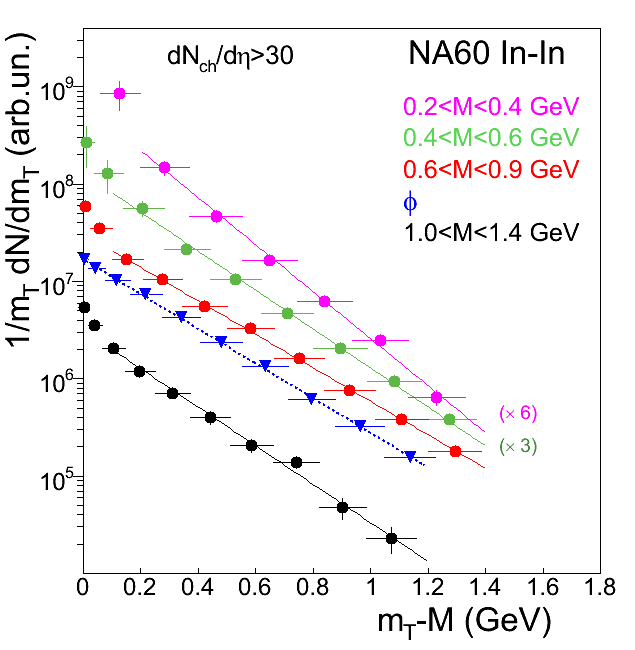 dN_ch/dη>30
NA60 In-In
0.2<M<0.4 GeV
0.4<M<0.6 GeV
0.6<M<0.9 GeV
ϕ
1.0<M<1.4 GeV
1/m_T dN/dm_T (arb.un.)
10^9
10^8
10^7
10^6
10^5
(× 6)
(× 3)
0 0.2 0.4 0.6 0.8 1 1.2 1.4 1.6 1.8
m_T-M (GeV)